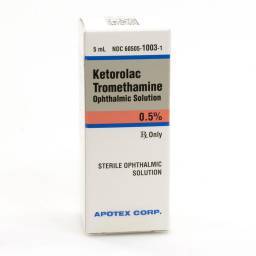 5 mL NDC 60505-1003-1
Ketorolac
Tromethamine
Ophthalmic Solution
0.5%
℞ Only
STERILE OPHTHALMIC
SOLUTION
APOTEX CORP.